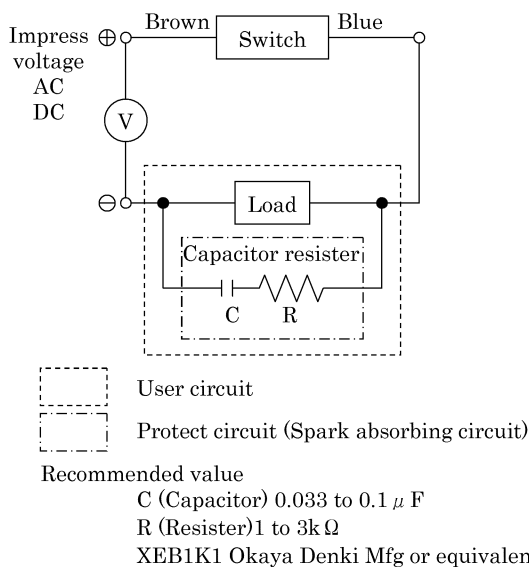 Impress
voltage
AC
DC
⊕
Brown
Switch
Blue
V
⊖
Load
Capacitor resister
C
R
User circuit
Protect circuit (Spark absorbing circuit)
Recommended value
C (Capacitor) 0.033 to 0.1 μ F
R (Resister)1 to 3k Ω
XEB1K1 Okaya Denki Mfg or equivalen